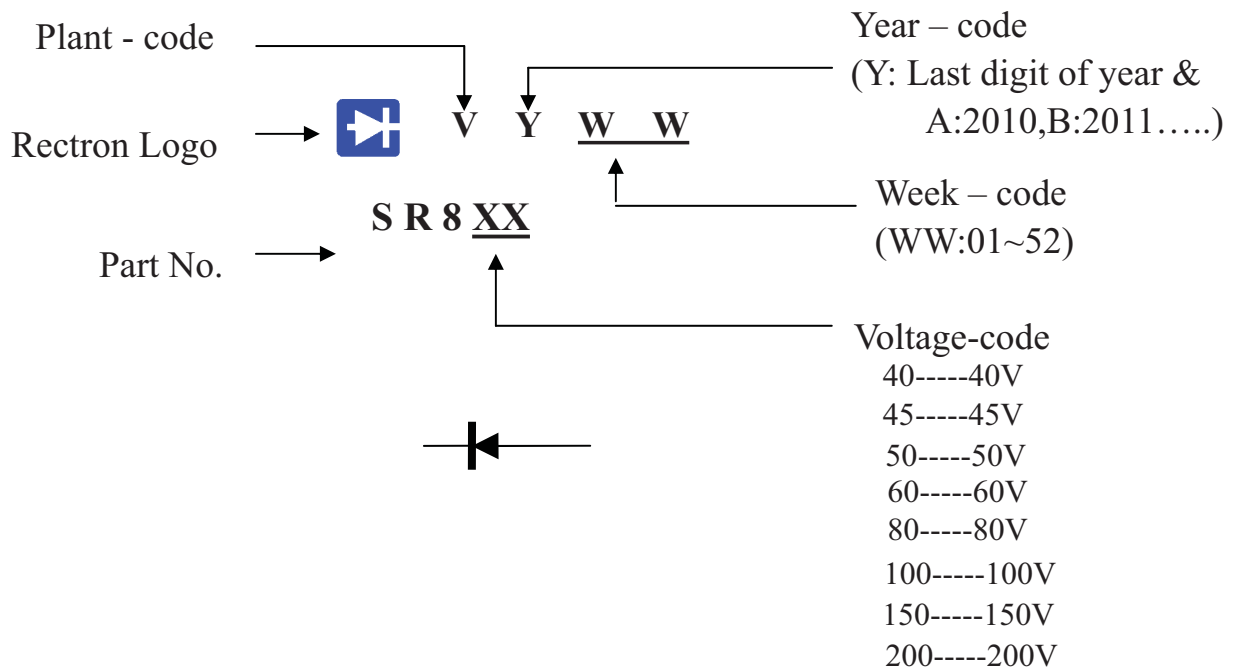 Plant - code
Year – code
(Y: Last digit of year &
A:2010,B:2011…..)
Rectron Logo
V Y W W
Week – code
(WW:01~52)
S R 8 XX
Part No.
Voltage-code
40-----40V
45-----45V
50-----50V
60-----60V
80-----80V
100-----100V
150-----150V
200-----200V